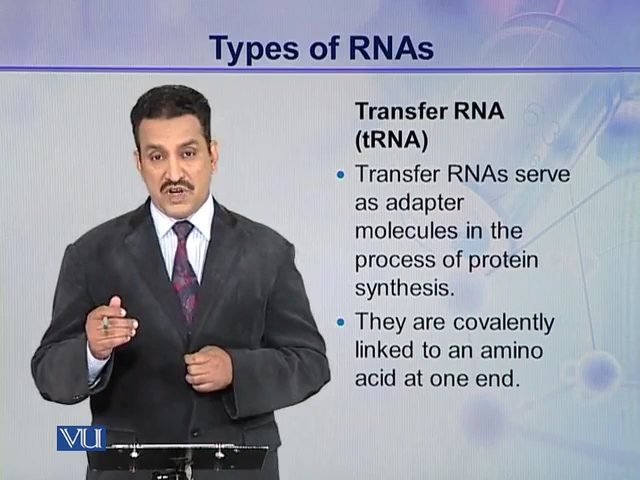 Types of RNAs
Transfer RNA
(tRNA)
• Transfer RNAs serve
as adapter
molecules in the
process of protein
synthesis.
• They are covalently
linked to an amino
acid at one end.
VU